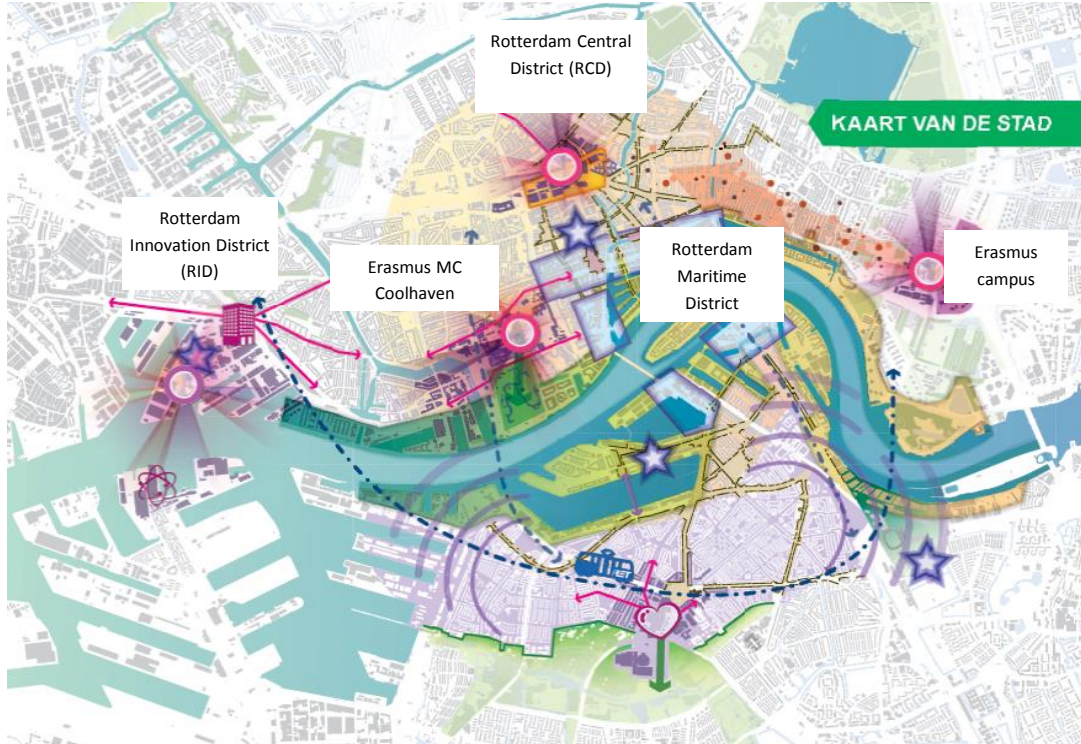 Rotterdam Central
District (RCD)
KAART VAN DE STAD
Rotterdam
Innovation District
(RID)
Erasmus MC
Coolhaven
Rotterdam
Maritime
District
Erasmus
campus